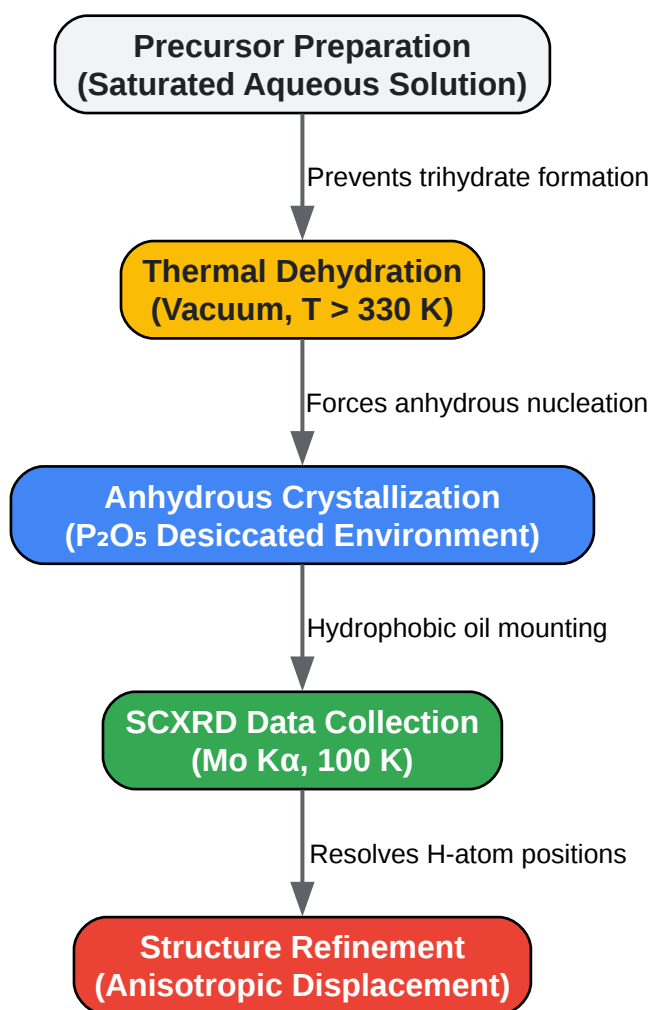 Precursor Preparation
(Saturated Aqueous Solution)
Prevents trihydrate formation
Thermal Dehydration
(Vacuum, T > 330 K)
Forces anhydrous nucleation
Anhydrous Crystallization
(P₂O₅ Desiccated Environment)
Hydrophobic oil mounting
SCXRD Data Collection
(Mo Kα, 100 K)
Resolves H-atom positions
Structure Refinement
(Anisotropic Displacement)